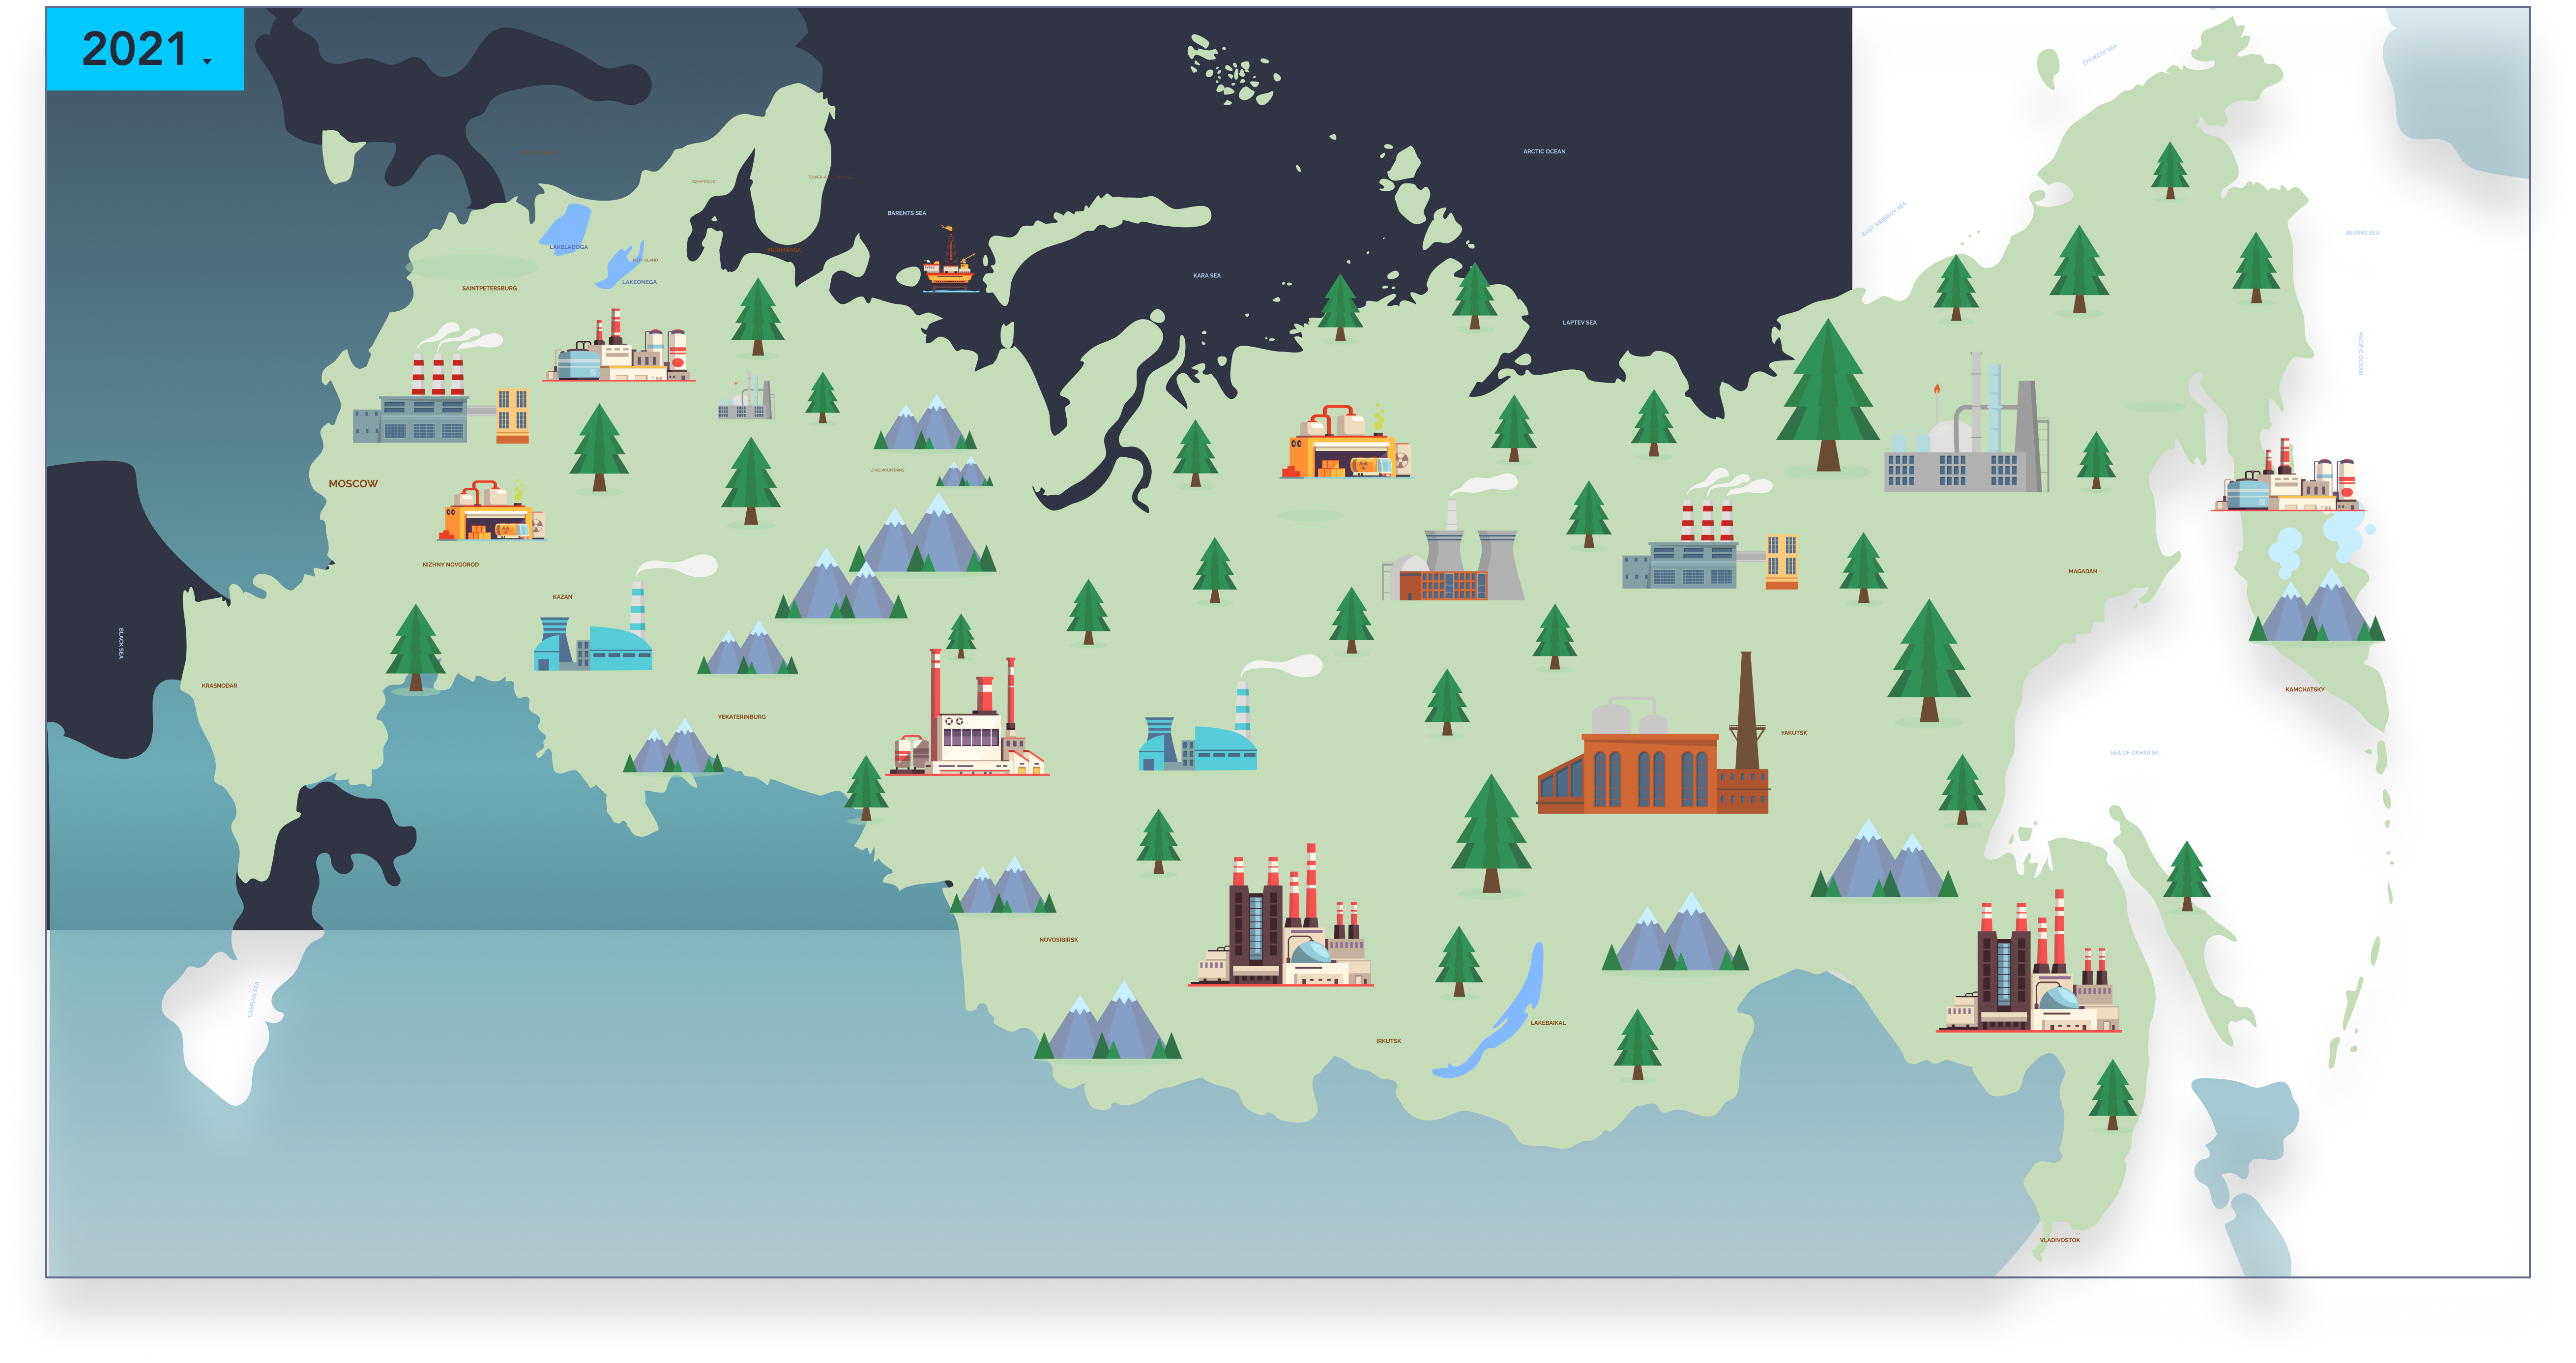 2021
CHURCHI SEA
ARCTIC OCEAN
EAST SIBERIAN SEA
BARENTS SEA
BERING SEA
LAKELADOGA
MURMANSK
KARA SEA
LAKEONEGA
SAINTPETERSBURG
LAPTEV SEA
PACIFIC OCEAN
URALMOUNTAINS
MOSCOW
NIZHNY NOVGOROD
MAGADAN
KAZAN
BLACK SEA
KRASNODAR
KAMCHATSKY
YEKATERINBURG
YAKUTSK
SEA OF OKHOTSK
NOVOSIBIRSK
CASPIAN SEA
LAKEBAIKAL
IRKUTSK
VLADIVOSTOK